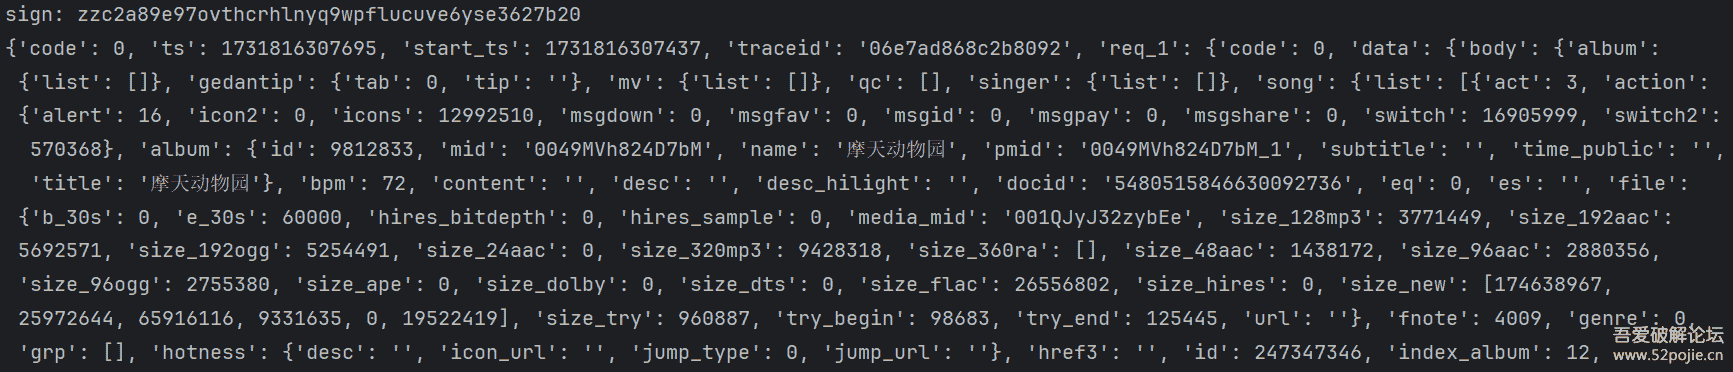 sign: zzc2a89e97ovthcrhlnyq9wpflucuve6yse3627b20
{'code': 0, 'ts': 1731816307695, 'start_ts': 1731816307437, 'traceid': '06e7ad868c2b8092', 'req_1': {'code': 0, 'data': {'body': {'album':
{'list': []}, 'gedantip': {'tab': 0, 'tip': ''}, 'mv': {'list': []}, 'qc': [], 'singer': {'list': []}, 'song': {'list': [{'act': 3, 'action':
{'alert': 16, 'icon2': 0, 'icons': 12992510, 'msgdown': 0, 'msgfav': 0, 'msgid': 0, 'msgpay': 0, 'msgshare': 0, 'switch': 16905999, 'switch2':
570368}, 'album': {'id': 9812833, 'mid': '0049MVh824D7bM', 'name': '摩天动物园', 'pmid': '0049MVh824D7bM_1', 'subtitle': '', 'time_public': '',
'title': '摩天动物园'}, 'bpm': 72, 'content': '', 'desc': '', 'desc_hilight': '', 'docid': '5480515846630092736', 'eq': 0, 'es': '', 'file':
{'b_30s': 0, 'e_30s': 60000, 'hires_bitdepth': 0, 'hires_sample': 0, 'media_mid': '001QJyJ32zybEe', 'size_128mp3': 3771449, 'size_192aac':
5692571, 'size_192ogg': 5254491, 'size_24aac': 0, 'size_320mp3': 9428318, 'size_360ra': [], 'size_48aac': 1438172, 'size_96aac': 2880356,
'size_96ogg': 2755380, 'size_ape': 0, 'size_dolby': 0, 'size_dts': 0, 'size_flac': 26556802, 'size_hires': 0, 'size_new': [174638967,
25972644, 65916116, 9331635, 0, 19522419], 'size_try': 960887, 'try_begin': 98683, 'try_end': 125445, 'url': ''}, 'fnote': 4009, 'genre': 0,
'grp': [], 'hotness': {'desc': '', 'icon_url': '', 'jump_type': 0, 'jump_url': ''}, 'href3': '', 'id': 247347346, 'index_album': 12,
吾爱破解论坛
www.52pojie.cn